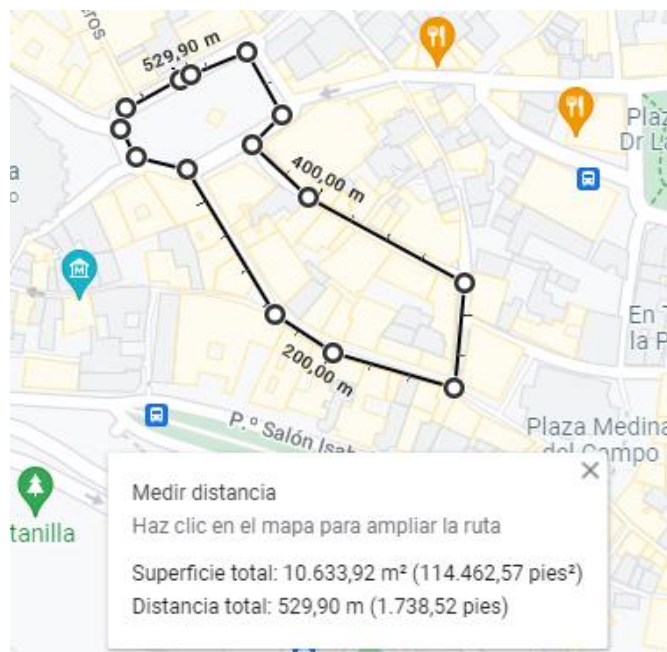 ros
529,90 m
Plaz
Dr La
400,00 m
a
o
M
En T
la P
200,00 m
Plaza Medina
del Campo
P.º Salón Isab
tanilla
Medir distancia
Haz clic en el mapa para ampliar la ruta
Superficie total: 10.633,92 m² (114.462,57 pies²)
Distancia total: 529,90 m (1.738,52 pies)